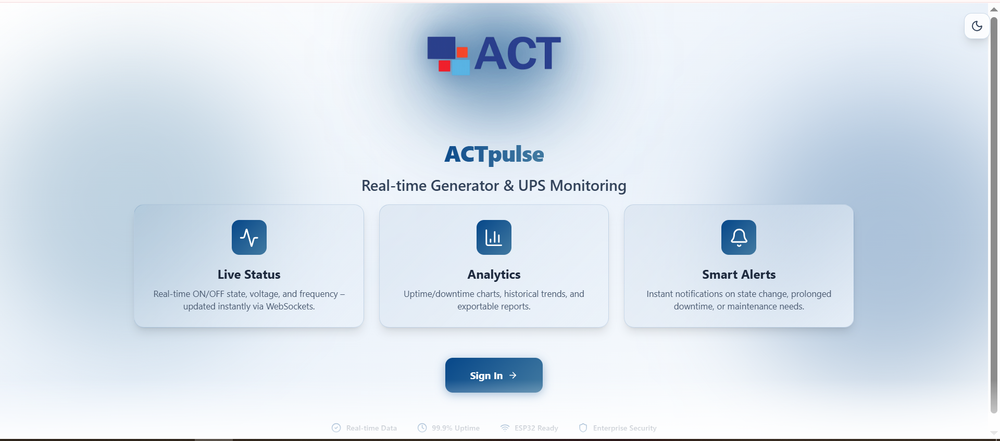 ACT
ACTpulse
Real-time Generator & UPS Monitoring
Live Status
Real-time ON/OFF state, voltage, and frequency –
updated instantly via WebSockets.
Analytics
Uptime/downtime charts, historical trends, and
exportable reports.
Smart Alerts
Instant notifications on state change, prolonged
downtime, or maintenance needs.
Sign In →
Real-time Data
99.9% Uptime
ESP32 Ready
Enterprise Security